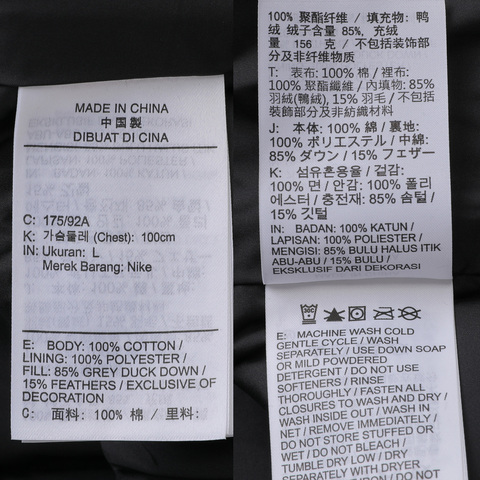 MADE IN CHINA
中国製
DIBUAT DI CINA
C: 175/92A
K: 가슴둘레 (Chest): 100cm
IN: Ukuran: L
Merek Barang: Nike
E: BODY: 100% COTTON /
LINING: 100% POLYESTER /
FILL: 85% GREY DUCK DOWN /
15% FEATHERS / EXCLUSIVE OF
DECORATION
C: 面料: 100% 棉 / 里料:
100% 聚酯纤维 / 填充物: 鸭
绒 绒子含量 85%, 充绒
量 156 克 / 不包括装饰部
分及非纤维物质
T: 表布: 100% 棉 / 裡布:
100% 聚酯纖維 / 內填物: 85%
羽絨(鴨絨), 15% 羽毛 / 不包括
裝飾部分及非紡織材料
J: 本体: 100% 綿 / 裏地:
100% ポリエステル / 中綿:
85% ダウン / 15% フェザー
K: 섬유혼용율 / 겉감:
100% 면 / 안감: 100% 폴리
에스터 / 충전재: 85% 솜털 /
15% 깃털
IN: BADAN: 100% KATUN /
LAPISAN: 100% POLIESTER /
MENGISI: 85% BULU HALUS ITIK
ABU-ABU / 15% BULU /
EKSKLUSIF DARI DEKORASI
E: MACHINE WASH COLD
GENTLE CYCLE / WASH
SEPARATELY / USE DOWN SOAP
OR MILD POWDERED
DETERGENT / DO NOT USE
SOFTENERS / RINSE
THOROUGHLY / FASTEN ALL
CLOSURES TO WASH AND DRY /
WASH INSIDE OUT / WASH IN
NET / REMOVE IMMEDIATELY /
DO NOT STORE STUFFED OR
WET / DO NOT BLEACH /
TUMBLE DRY LOW / DRY
SEPARATELY WITH DRYER